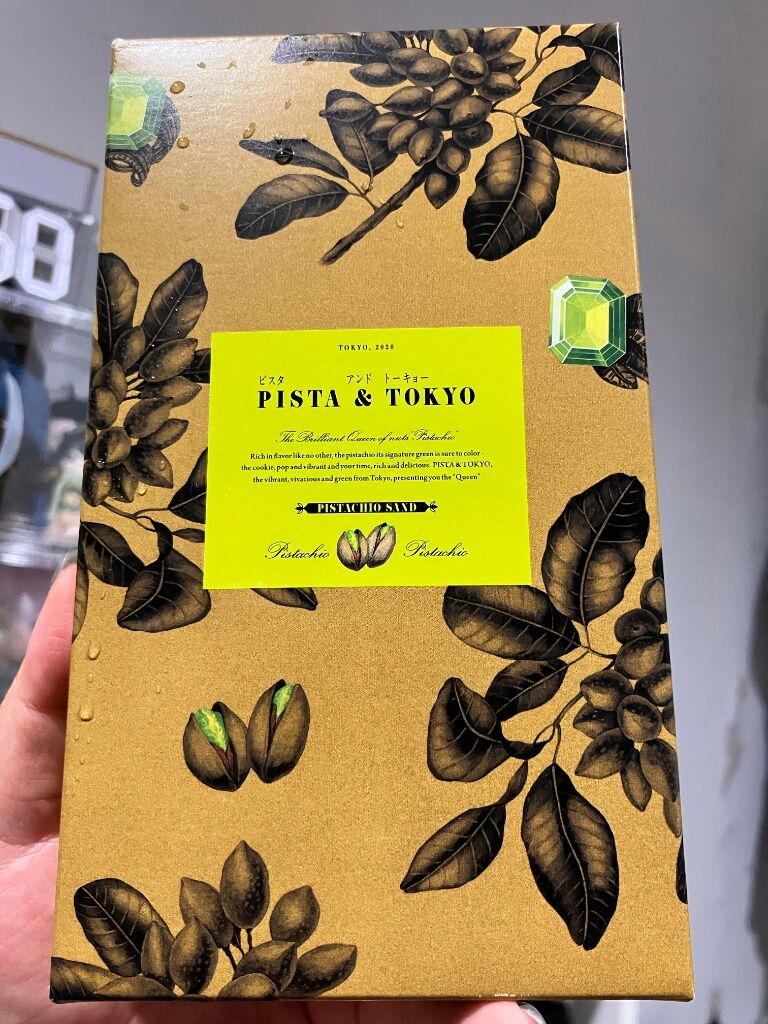 TOKYO, 2020
ピスタ アンド トーキョー
PISTA & TOKYO
The Brilliant Queen of nuts "Pistachio"
Rich in flavor like no other, the pistachio its signature green is sure to color-
the cookie, pop and vibrant and your time, rich and delicious. PISTA & TOKYO,
the vibrant, vivacious and green from Tokyo, presenting you the "Queen"
PISTACHIO SAND
Pistachio Pistachio
38